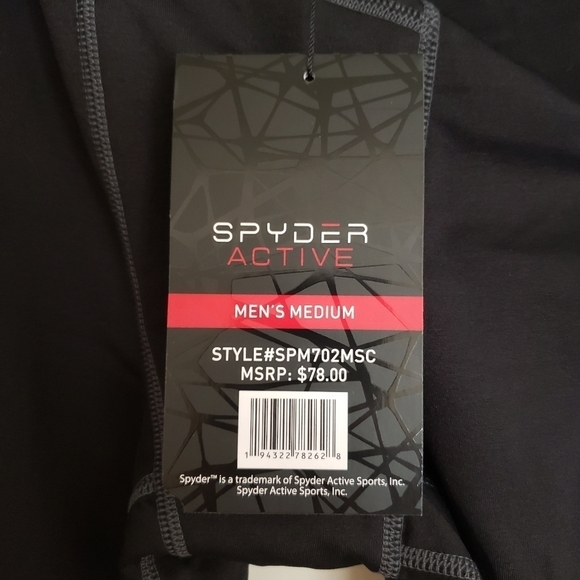 SPYDER
ACTIVE
MEN'S MEDIUM
STYLE#SPM702MSC
MSRP: $78.00
1 94322 78262 8
Spyder™ is a trademark of Spyder Active Sports, Inc.
Spyder Active Sports, Inc.